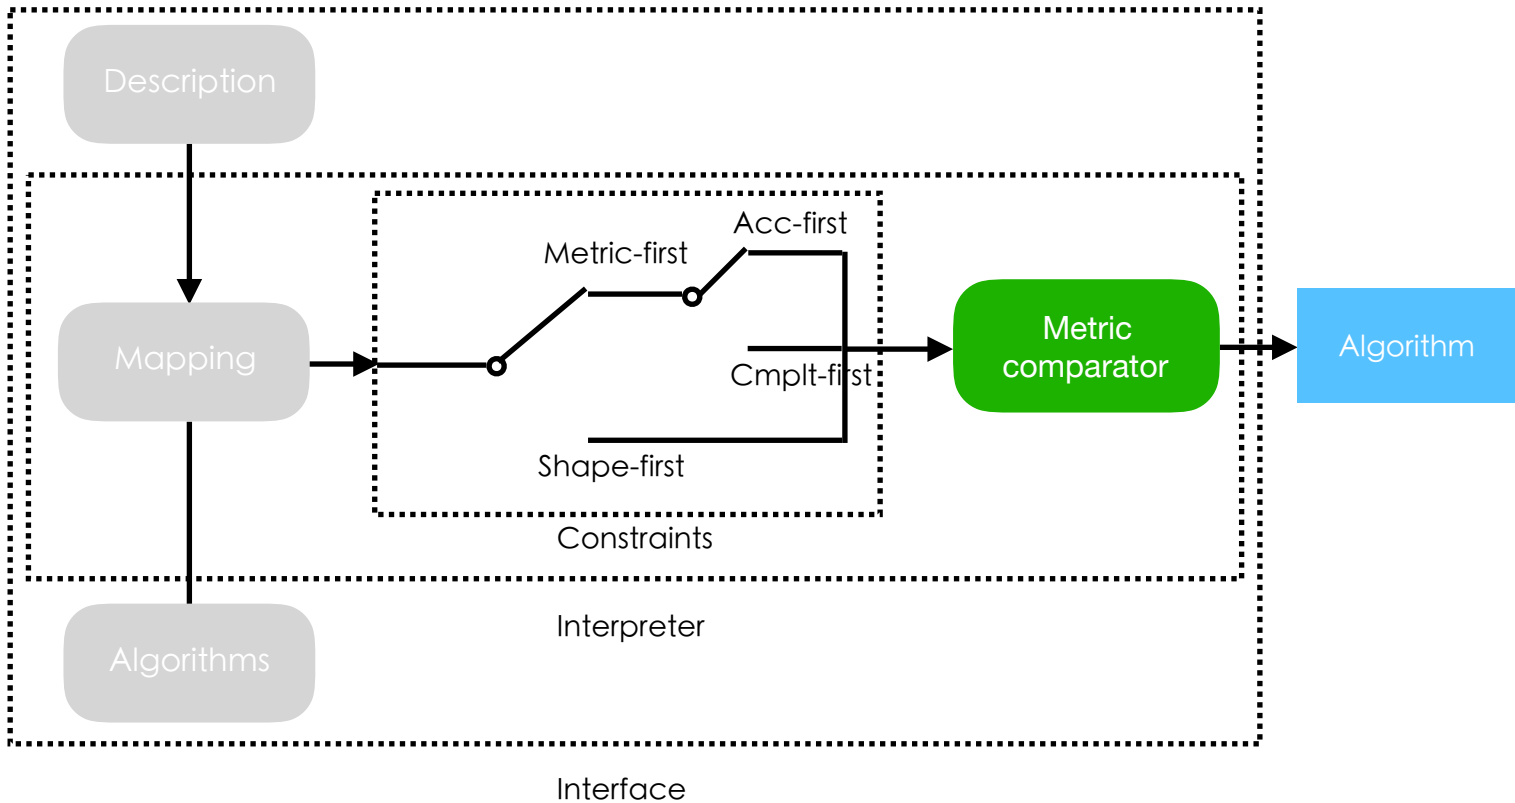 Description
Acc-first
Metric-first
Mapping
Metric
comparator
Algorithm
Cmplt-first
Shape-first
Constraints
Interpreter
Algorithms
Interface